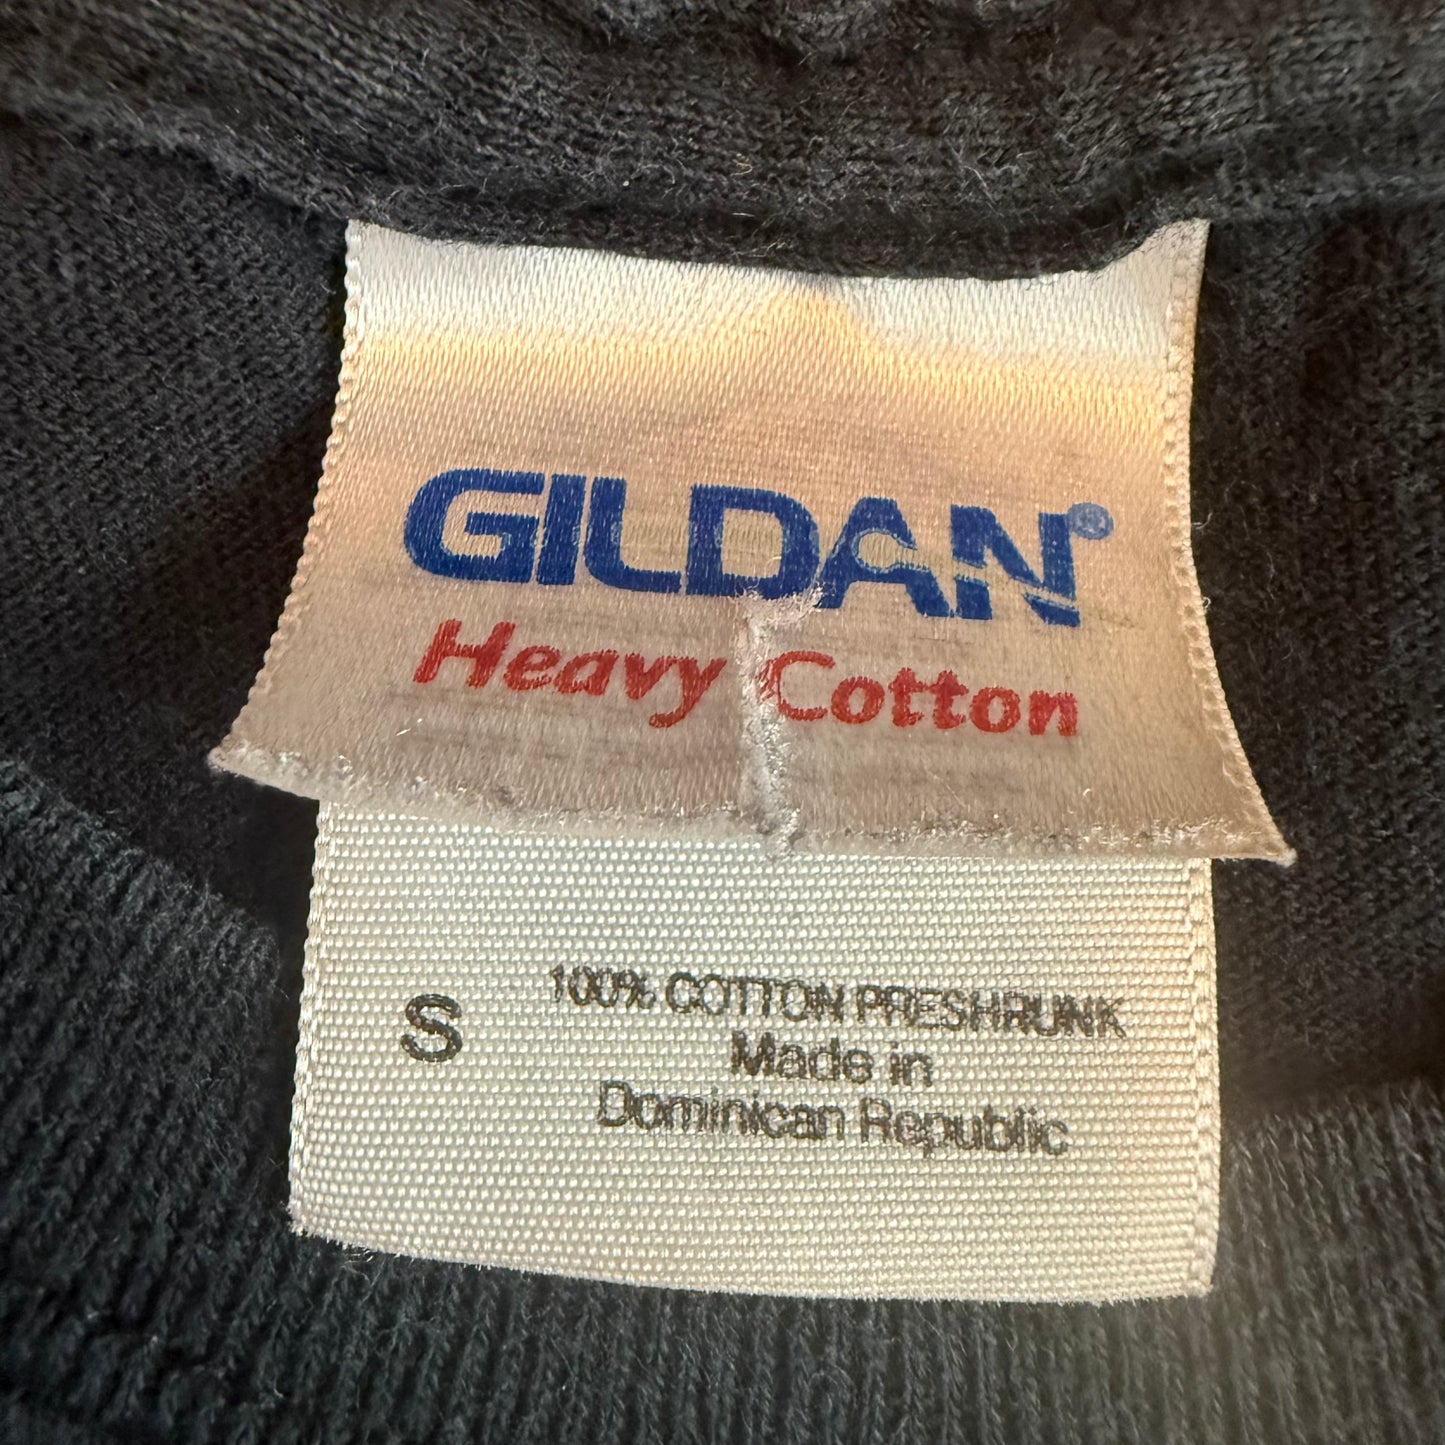 GILDAN®
Heavy Cotton
S
100% COTTON PRESHRUNK
Made in
Dominican Republic